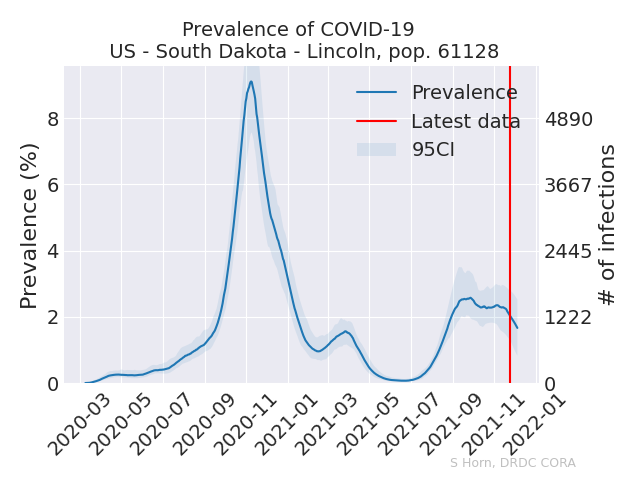 Prevalence of COVID-19
US - South Dakota - Lincoln, pop. 61128
Prevalence
Latest data
95CI
Prevalence (%)
8
6
4
2
0
4890
3667
2445
1222
0
# of infections
2020-03
2020-05
2020-07
2020-09
2020-11
2021-01
2021-03
2021-05
2021-07
2021-09
2021-11
2022-01
S Horn, DRDC CORA